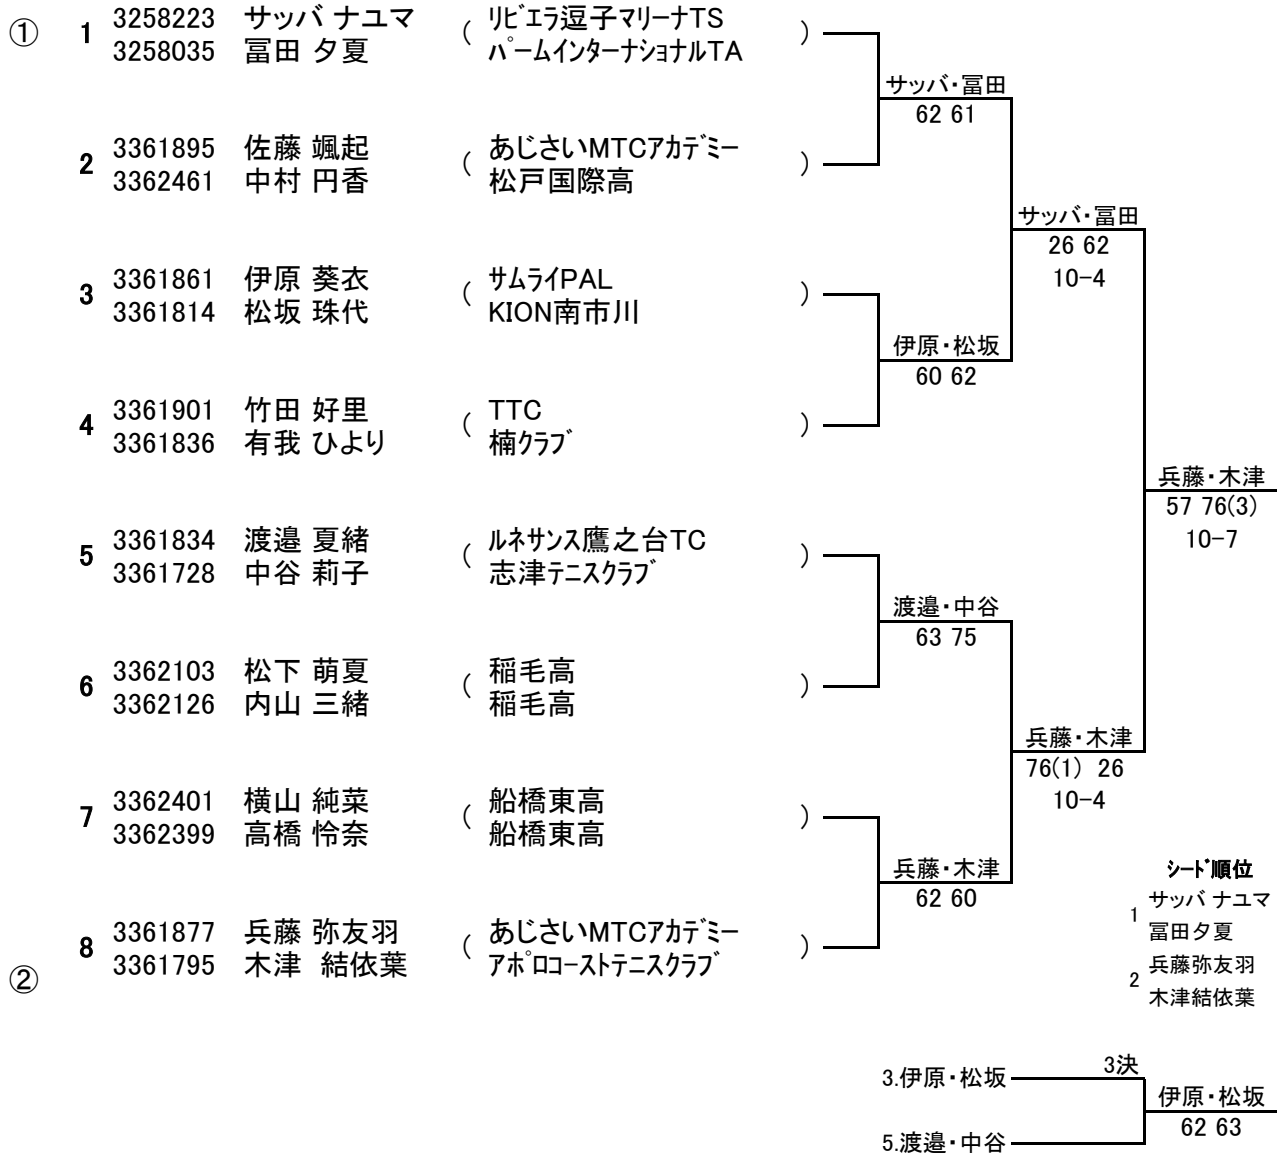 ① 1 3258223 サッバ ナユマ ( ﾘﾋﾞｴﾗ逗子ﾏﾘｰﾅTS )
3258035 冨田 夕夏 ﾊﾟｰﾑｲﾝﾀｰﾅｼｮﾅﾙTA
サッバ・冨田
62 61
2 3361895 佐藤 颯起 ( あじさいMTCｱｶﾃﾞﾐｰ )
3362461 中村 円香 松戸国際高
サッバ・冨田
26 62
10-4
3 3361861 伊原 葵衣 ( ｻﾑﾗｲPAL )
3361814 松坂 珠代 KION南市川
伊原・松坂
60 62
4 3361901 竹田 好里 ( TTC )
3361836 有我 ひより 楠ｸﾗﾌﾞ
兵藤・木津
57 76(3)
10-7
5 3361834 渡邉 夏緒 ( ﾙﾈｻﾝｽ鷹之台TC )
3361728 中谷 莉子 志津ﾃﾆｽｸﾗﾌﾞ
渡邉・中谷
63 75
6 3362103 松下 萌夏 ( 稲毛高 )
3362126 内山 三緒 稲毛高
兵藤・木津
76(1) 26
10-4
7 3362401 横山 純菜 ( 船橋東高 )
3362399 高橋 怜奈 船橋東高
兵藤・木津
62 60
8 3361877 兵藤 弥友羽 ( あじさいMTCｱｶﾃﾞﾐｰ )
② 3361795 木津 結依葉 ｱﾎﾟﾛｺｰｽﾄﾃﾆｽｸﾗﾌﾞ
ｼｰﾄﾞ順位
1 サッバ ナユマ
冨田夕夏
2 兵藤弥友羽
木津結依葉
3決
3.伊原・松坂
伊原・松坂
62 63
5.渡邉・中谷